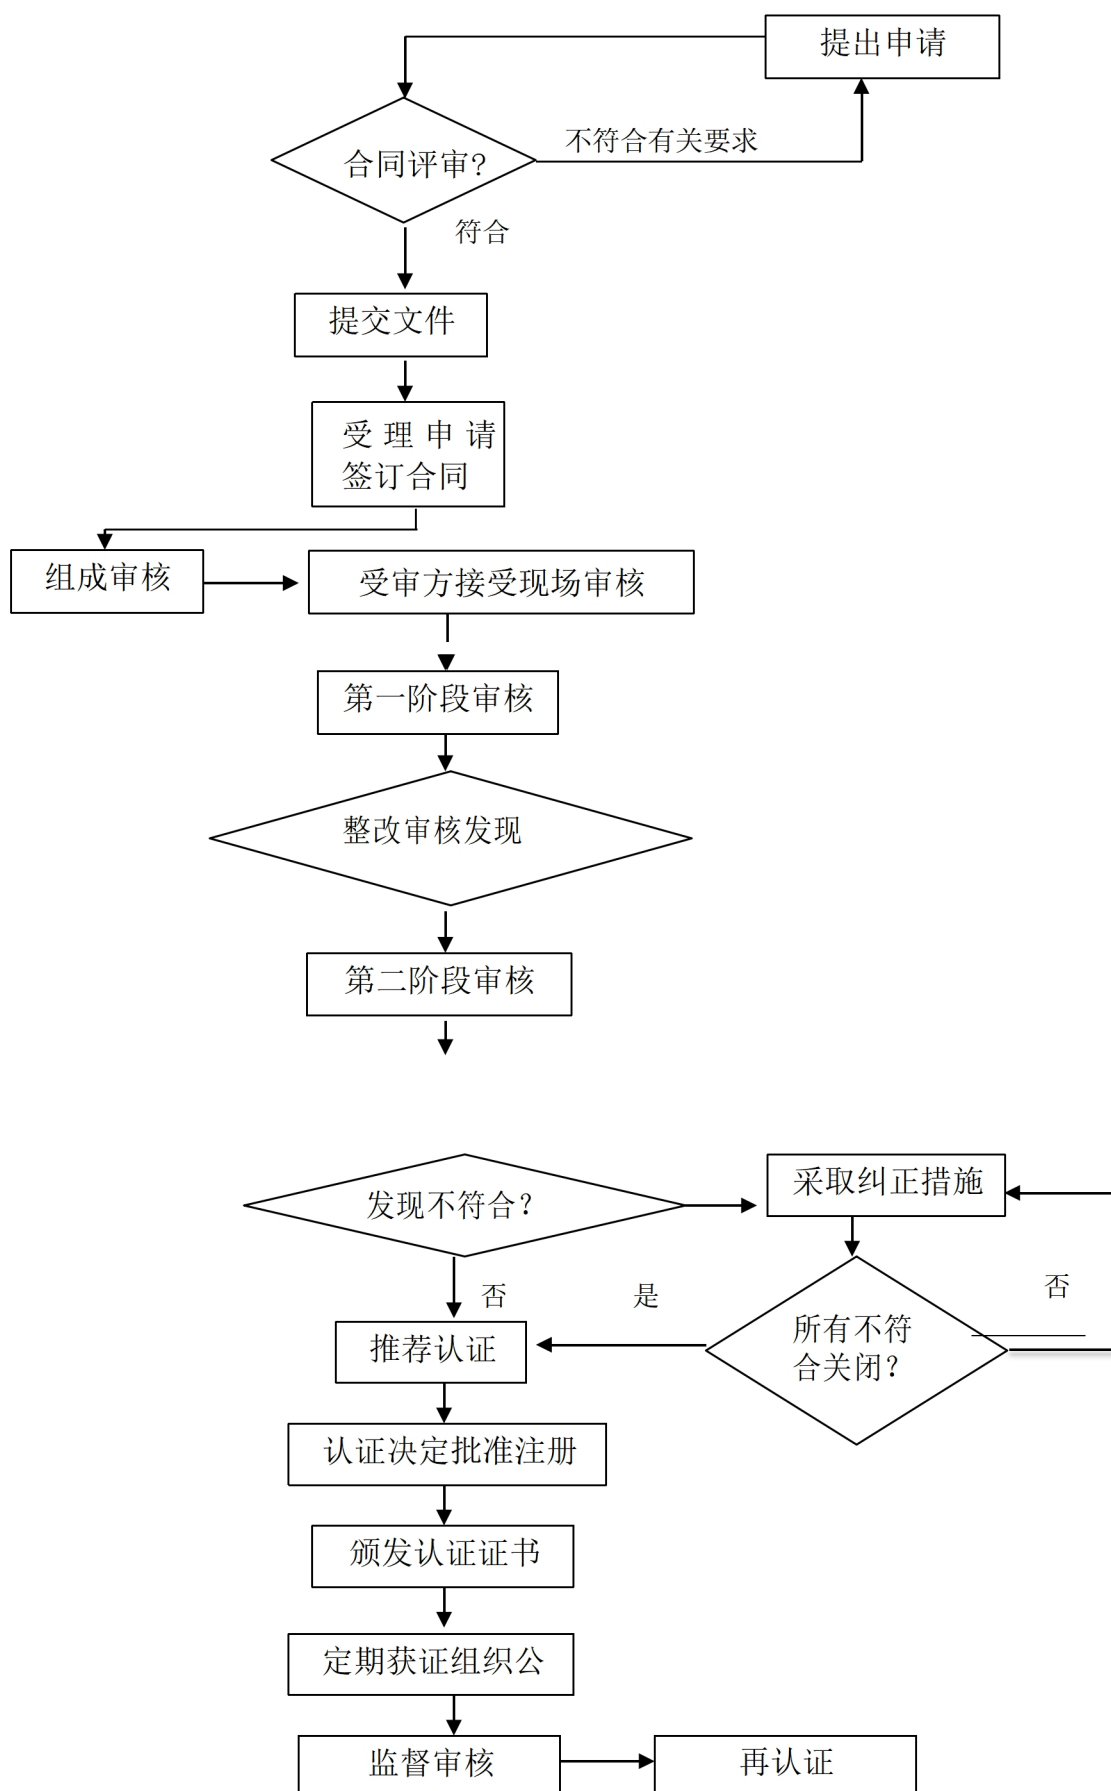 提出申请
不符合有关要求
合同评审?
符合
提交文件
受理申请
签订合同
组成审核
受审方接受现场审核
第一阶段审核
整改审核发现
第二阶段审核
采取纠正措施
发现不符合?
否
是
否
所有不符
合关闭?
推荐认证
认证决定批准注册
颁发认证证书
定期获证组织公
监督审核
再认证